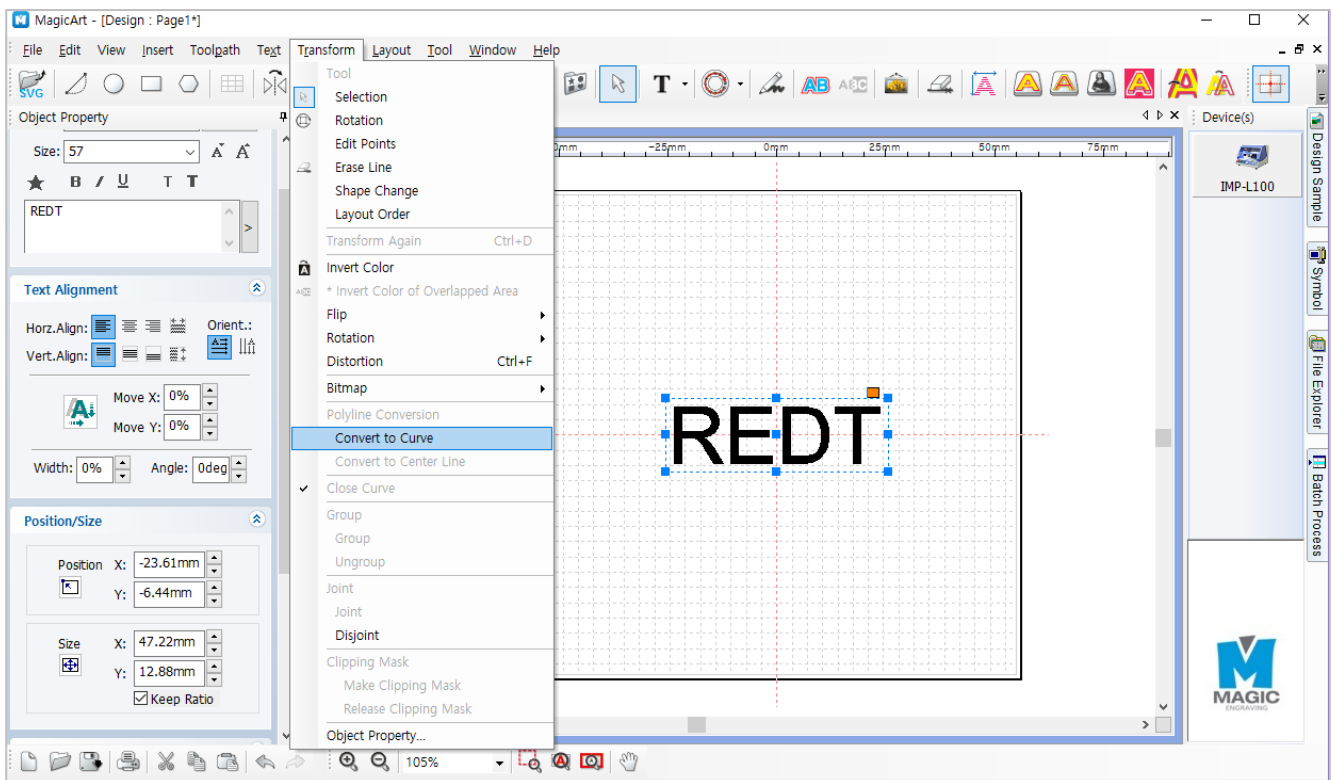 MagicArt - [Design : Page1*]
File Edit View Insert Toolpath Text Transform Layout Tool Window Help
SVG
T
AB
ABC
A
Object Property
Size: 57
B I U T T
REDT
>
Text Alignment
Horz.Align:
Orient.:
Vert.Align:
Move X: 0%
Move Y: 0%
Width: 0% Angle: 0deg
Position/Size
Position X: -23.61mm
Y: -6.44mm
Size X: 47.22mm
Y: 12.88mm
Keep Ratio
Tool
Selection
Rotation
Edit Points
Erase Line
Shape Change
Layout Order
Transform Again Ctrl+D
Invert Color
* Invert Color of Overlapped Area
Flip
Rotation
Distortion Ctrl+F
Bitmap
Polyline Conversion
Convert to Curve
Convert to Center Line
Close Curve
Group
Group
Ungroup
Joint
Joint
Disjoint
Clipping Mask
Make Clipping Mask
Release Clipping Mask
Object Property...
-25mm 0mm 25mm 50mm 75mm
REDT
Device(s)
IMP-L100
Design Sample
Symbol
File Explorer
Batch Process
MAGIC
ENGRAVING
105%